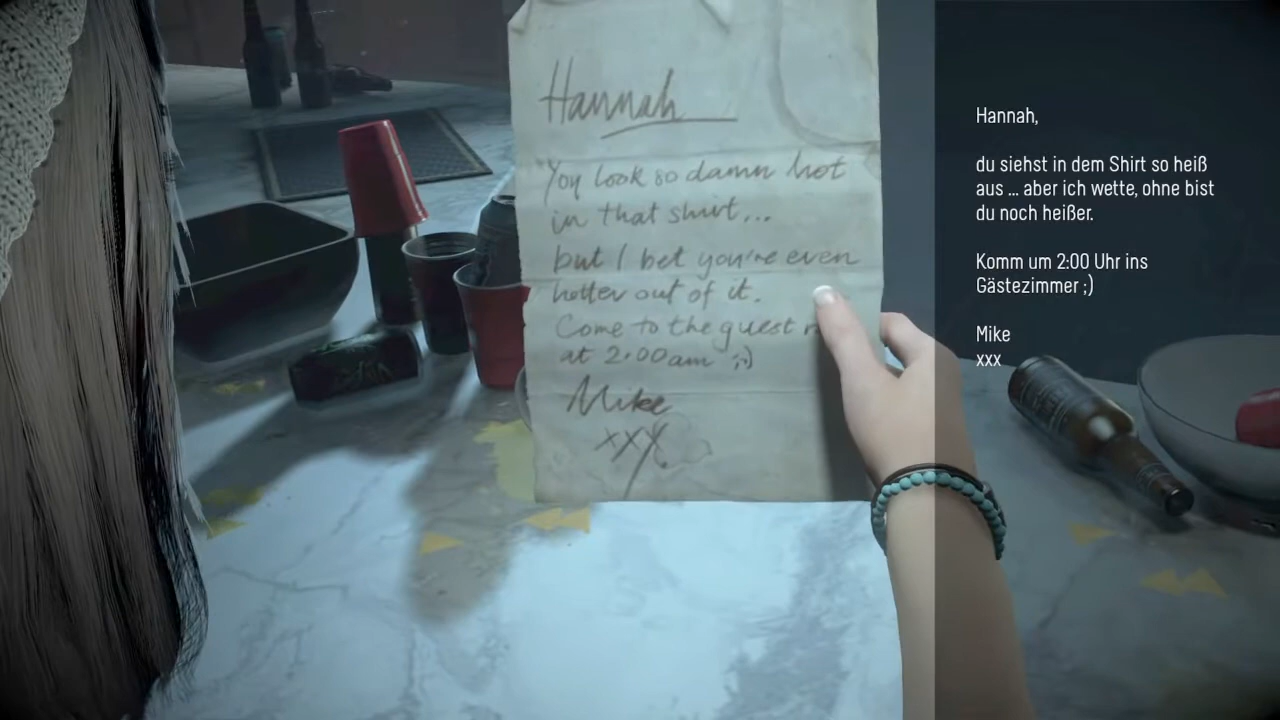 Hannah
You look so damn hot
in that shirt...
but I bet you're even
hotter out of it.
Come to the guest
at 2:00am ;)
Mike
xxx
Hannah,
du siehst in dem Shirt so heiß
aus ... aber ich wette, ohne bist
du noch heißer.
Komm um 2:00 Uhr ins
Gästezimmer ;)
Mike
xxx